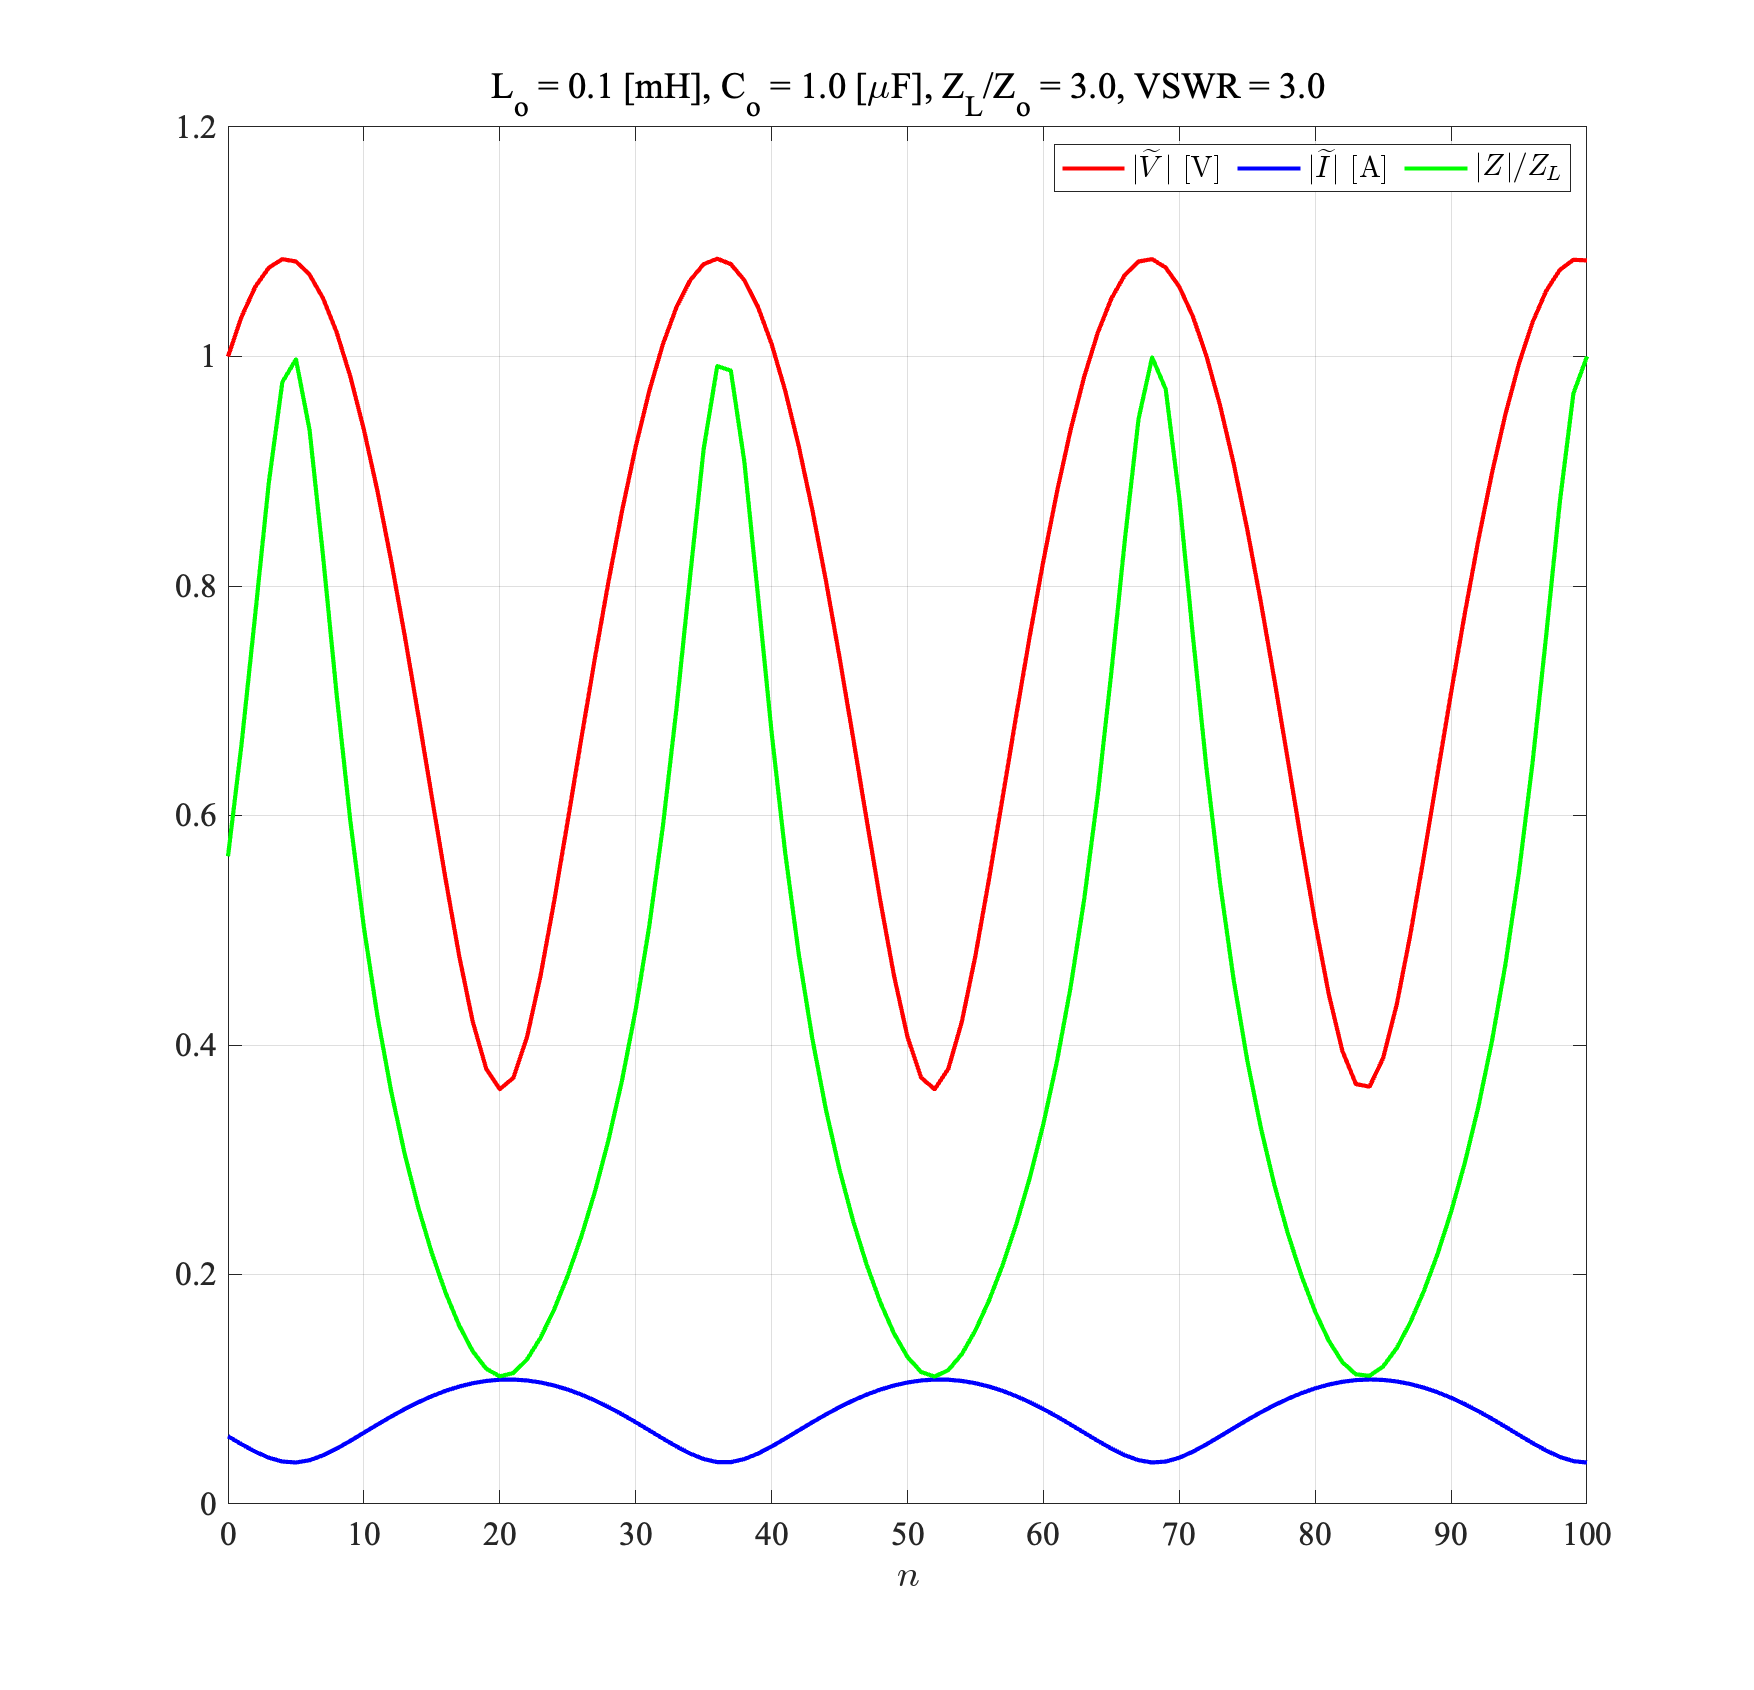 L_o = 0.1 [mH], C_o = 1.0 [μF], Z_L/Z_o = 3.0, VSWR = 3.0
|Ṽ| [V] |Ĩ| [A] |Z|/Z_L
1.2
1
0.8
0.6
0.4
0.2
0
0 10 20 30 40 50 60 70 80 90 100
n